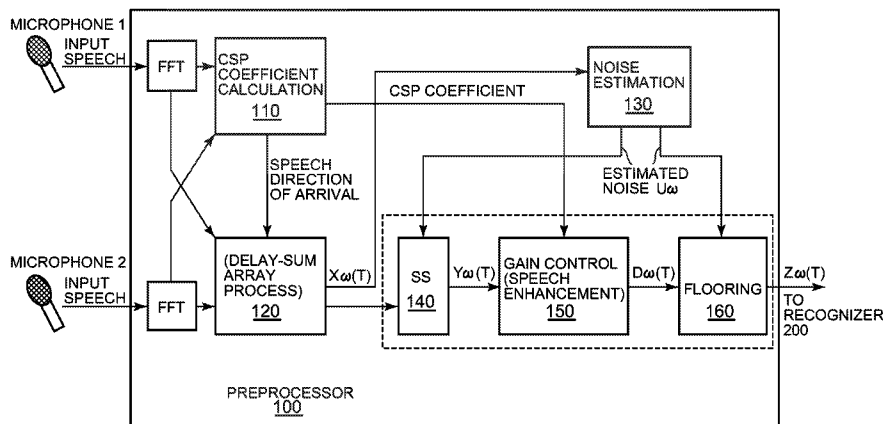 MICROPHONE 1
INPUT
SPEECH
FFT
CSP
COEFFICIENT
CALCULATION
110
CSP COEFFICIENT
NOISE
ESTIMATION
130
SPEECH
DIRECTION
OF ARRIVAL
ESTIMATED
NOISE Uω
MICROPHONE 2
INPUT
SPEECH
FFT
(DELAY-SUM
ARRAY
PROCESS)
120
Xω(T)
SS
140
Yω(T)
GAIN CONTROL
(SPEECH
ENHANCEMENT)
150
Dω(T)
FLOORING
160
Zω(T)
TO
RECOGNIZER
200
PREPROCESSOR
100